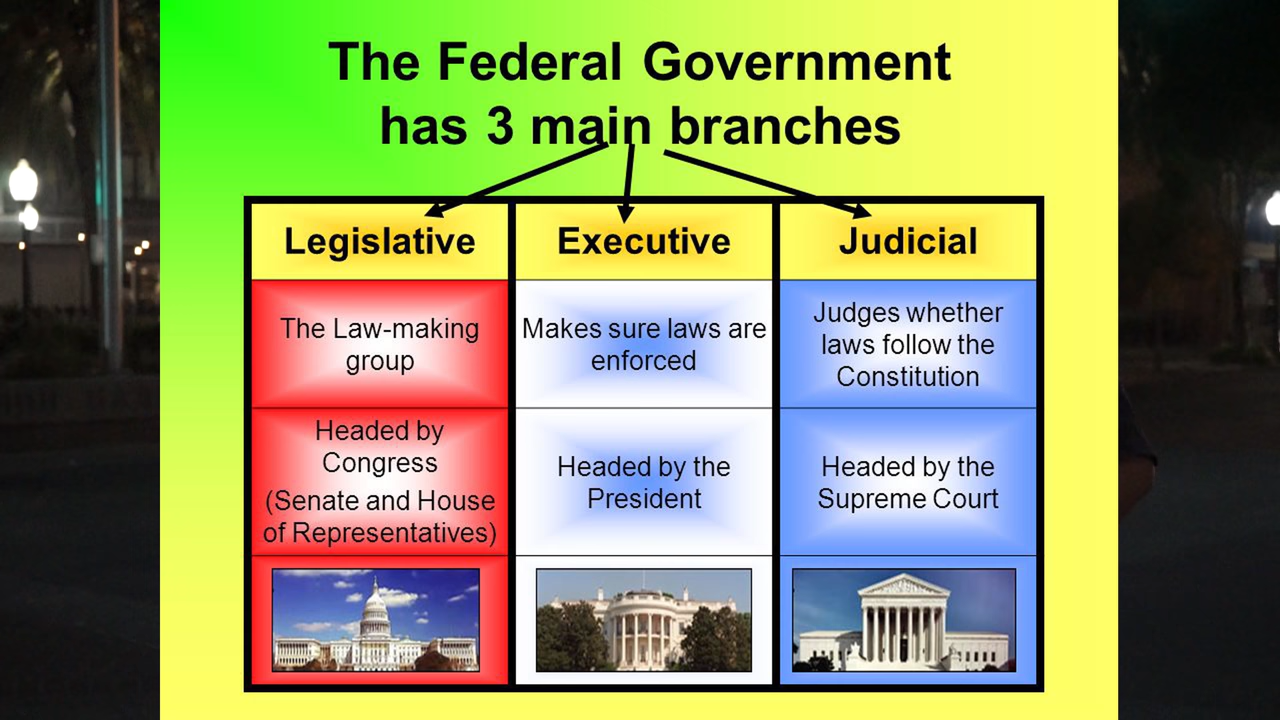 The Federal Government
has 3 main branches
Legislative
Executive
Judicial
The Law-making
group
Makes sure laws are
enforced
Judges whether
laws follow the
Constitution
Headed by
Congress
(Senate and House
of Representatives)
Headed by the
President
Headed by the
Supreme Court